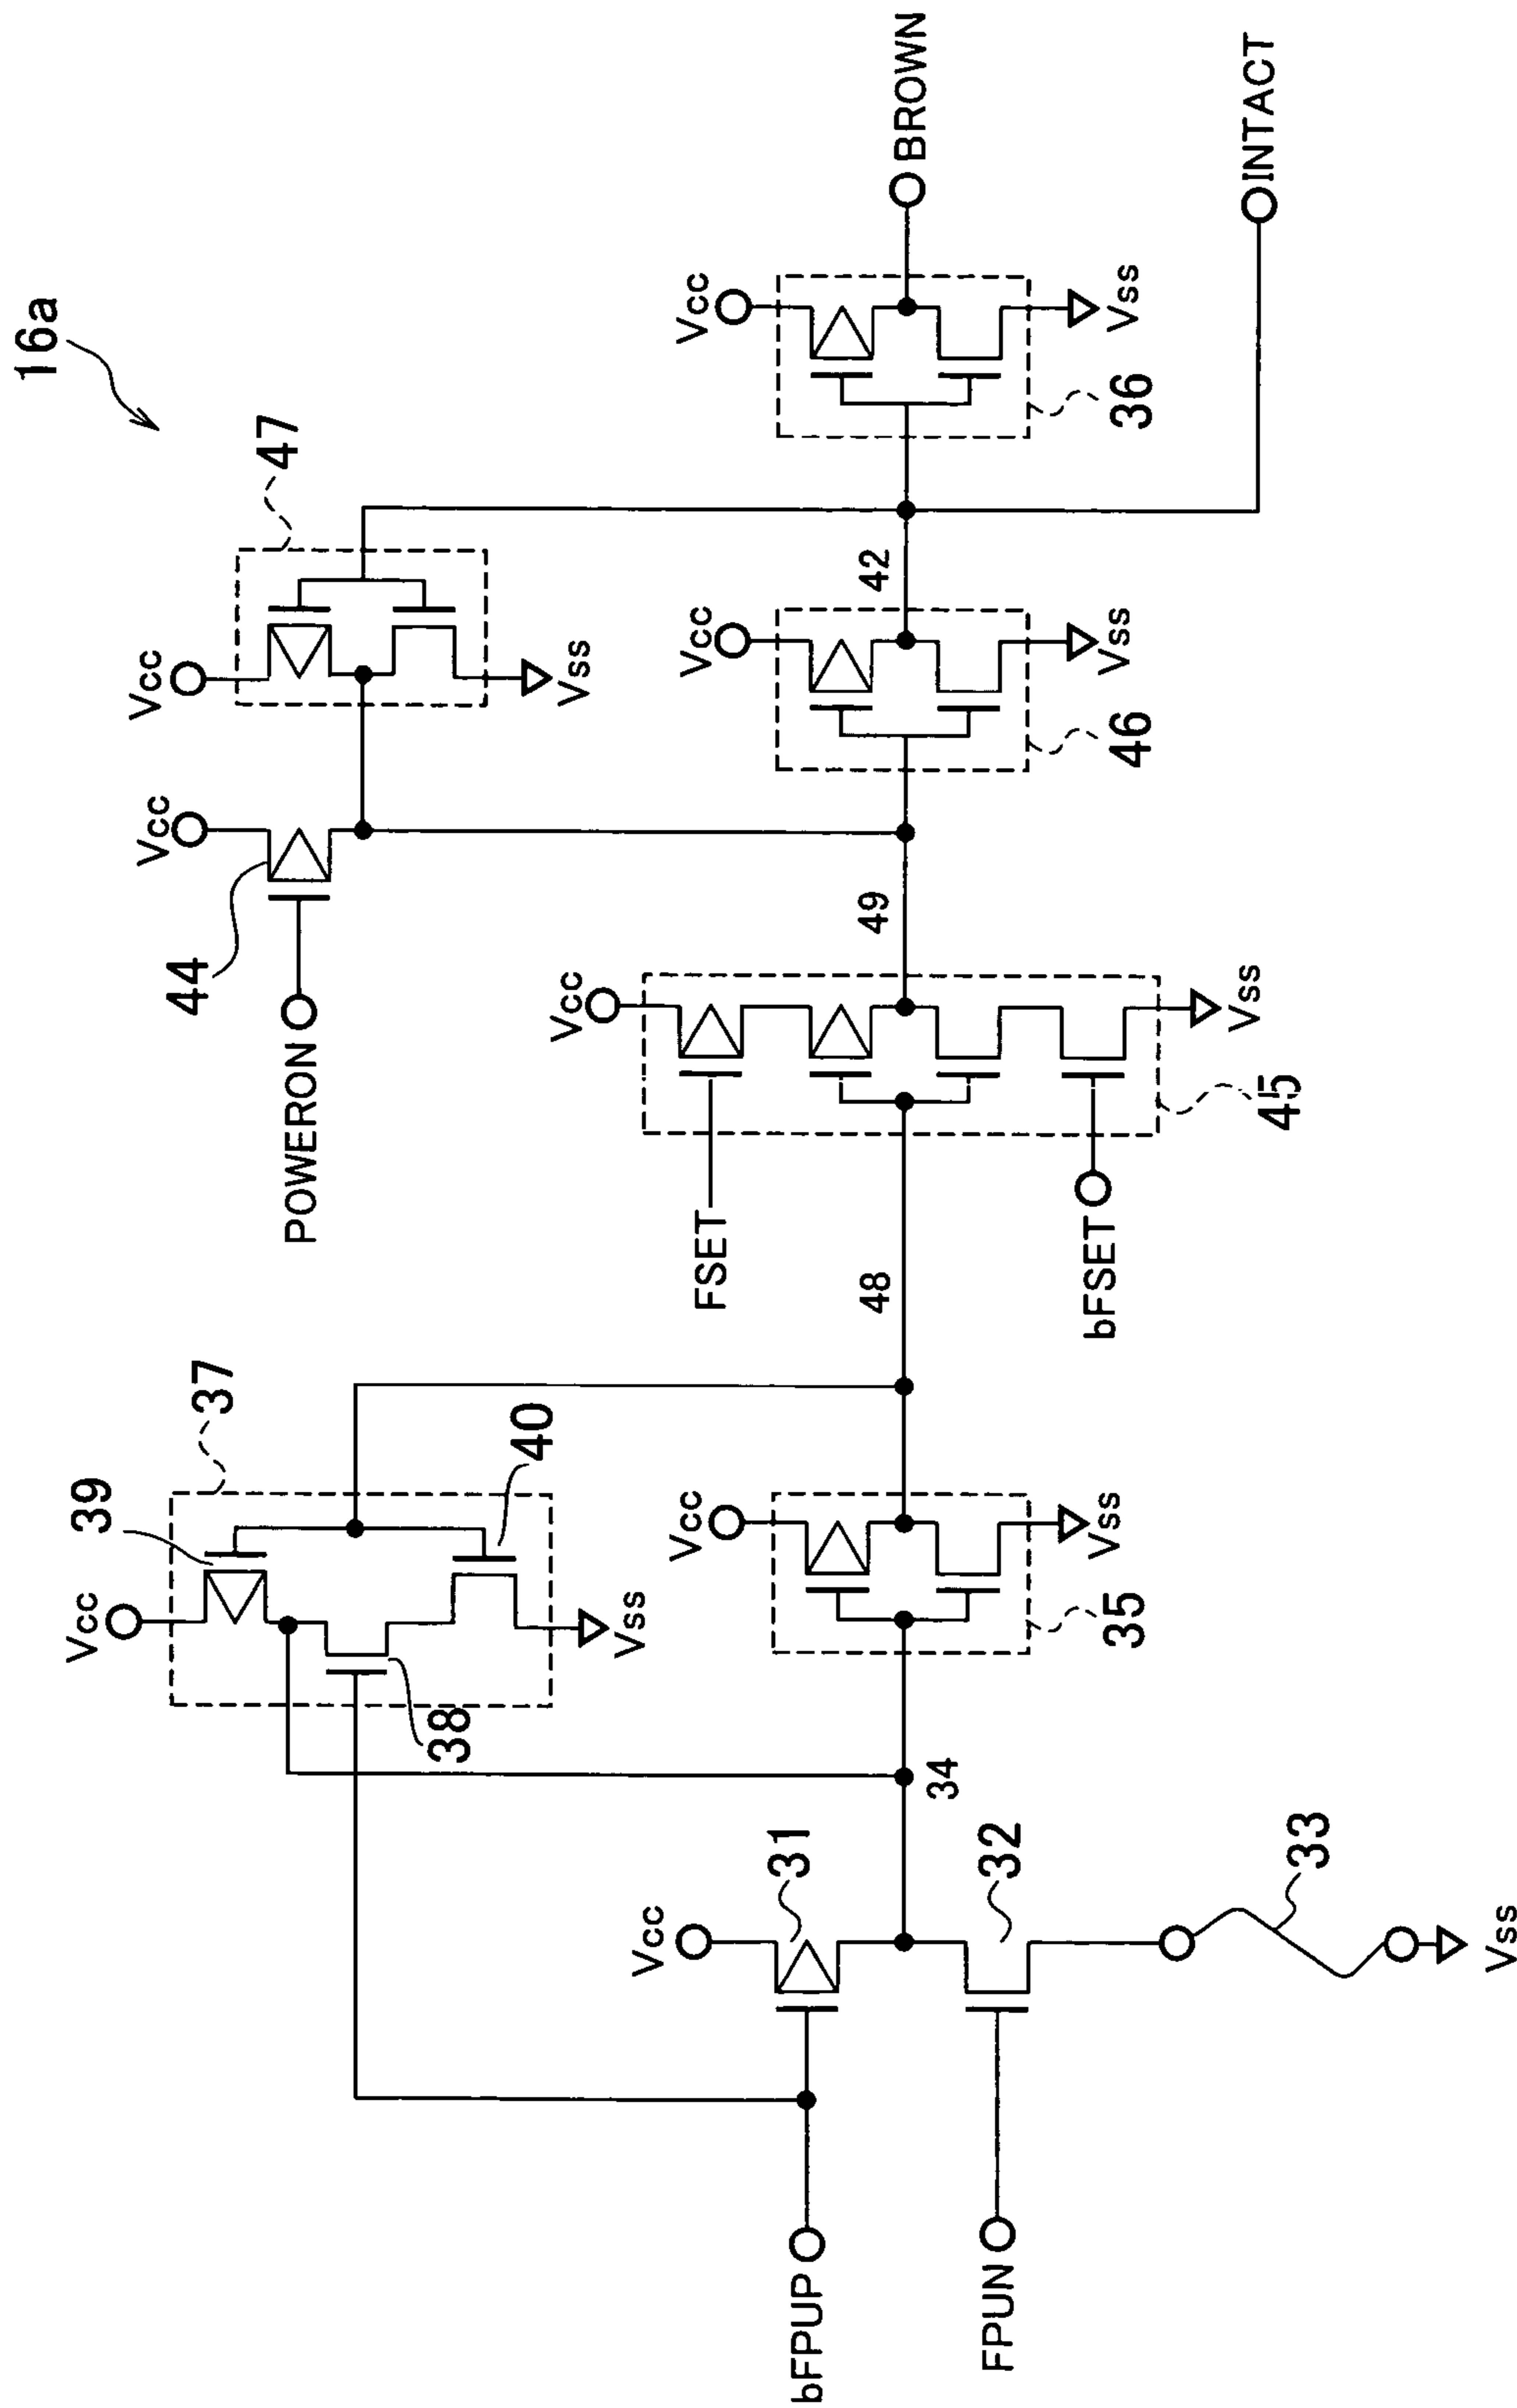 16a
Vcc
39
Vcc
Vcc
44
37
47
POWERON
38
40
Vss
Vcc
Vss
Vcc
Vcc
Vcc
Vcc
FSET
31
bFPUP
48
49
42
BROWN
34
32
FPUN
bFSET
Vss
Vss
Vss
35
46
36
Vss
INTACT
45
33
Vss